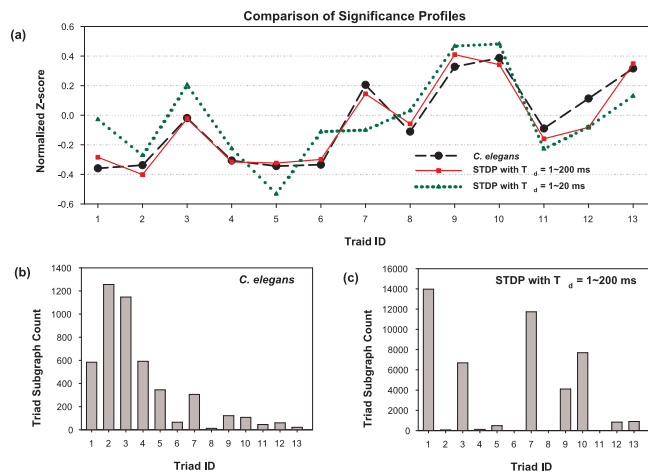 Comparison of Significance Profiles
(a)
Normalized Z-score
0.6
0.4
0.2
0.0
-0.2
-0.4
-0.6
C. elegans
STDP with T d = 1~200 ms
STDP with T d = 1~20 ms
1 2 3 4 5 6 7 8 9 10 11 12 13
Traid ID
(b)
C. elegans
Triad Subgraph Count
1400
1200
1000
800
600
400
200
0
1 2 3 4 5 6 7 8 9 10 11 12 13
Triad ID
(c)
STDP with T d = 1~200 ms
Triad Subgraph Count
16000
14000
12000
10000
8000
6000
4000
2000
0
1 2 3 4 5 6 7 8 9 10 11 12 13
Triad ID